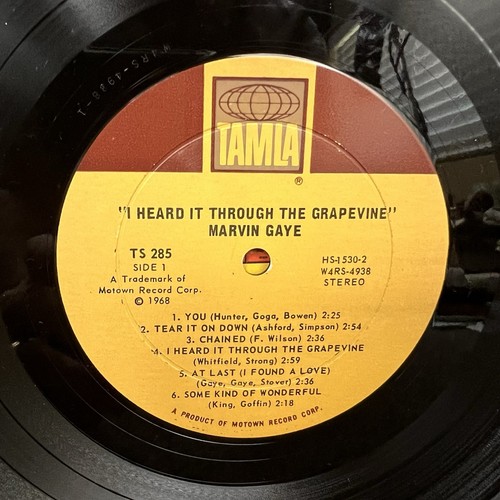 W4RS-4938-1
TAMLA
®
"I HEARD IT THROUGH THE GRAPEVINE"
MARVIN GAYE
TS 285
SIDE 1
A Trademark of
Motown Record Corp.
© 1968
HS-1530-2
W4RS-4938
STEREO
1. YOU (Hunter, Goga, Bowen) 2:25
2. TEAR IT ON DOWN (Ashford, Simpson) 2:54
3. CHAINED (F. Wilson) 2:36
4. I HEARD IT THROUGH THE GRAPEVINE
(Whitfield, Strong) 2:59
5. AT LAST (I FOUND A LOVE)
(Gaye, Gaye, Stover) 2:36
6. SOME KIND OF WONDERFUL
(King, Goffin) 2:18
A PRODUCT OF MOTOWN RECORD CORP.